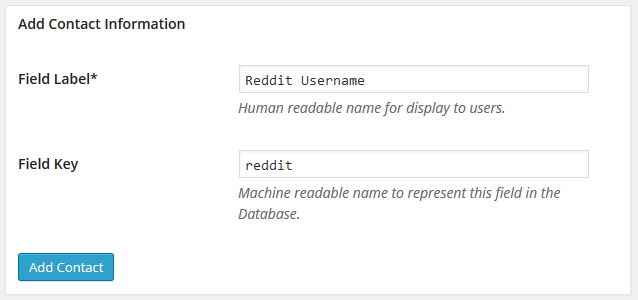 Add Contact Information
Field Label*
Reddit Username
Human readable name for display to users.
Field Key
reddit
Machine readable name to represent this field in the
Database.
Add Contact